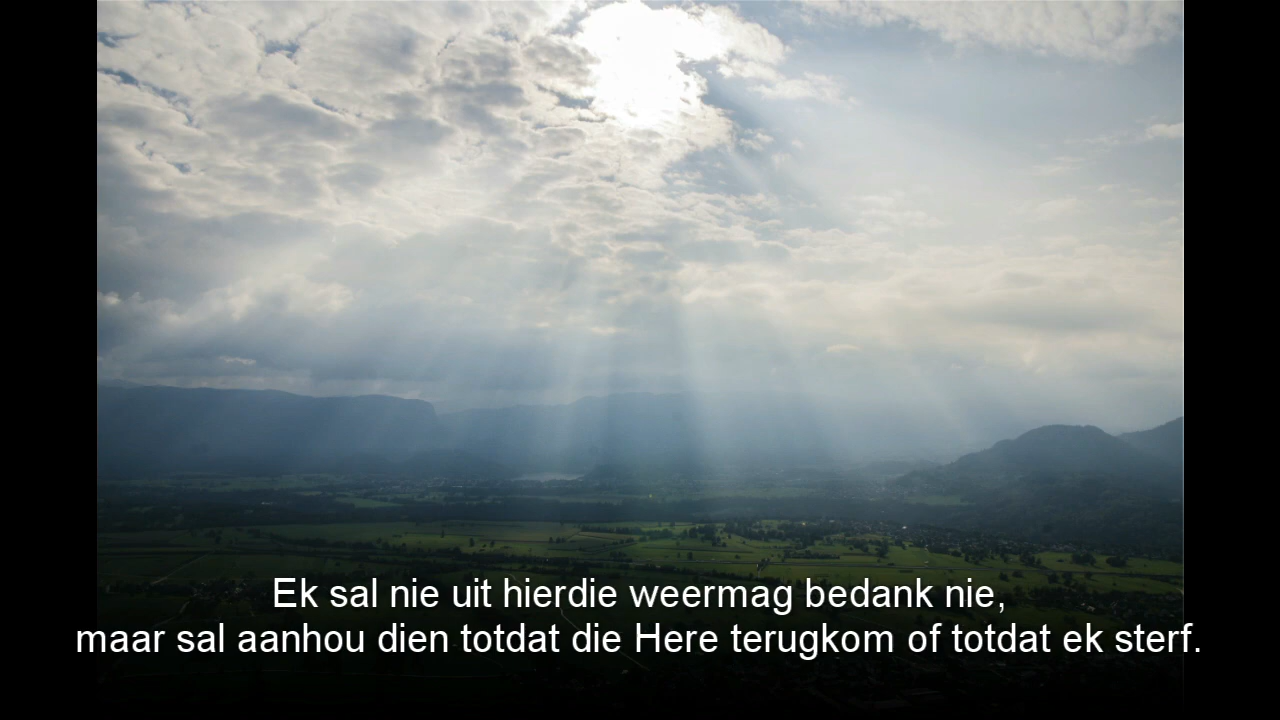 Ek sal nie uit hierdie weermag bedank nie,
maar sal aanhou dien totdat die Here terugkom of totdat ek sterf.